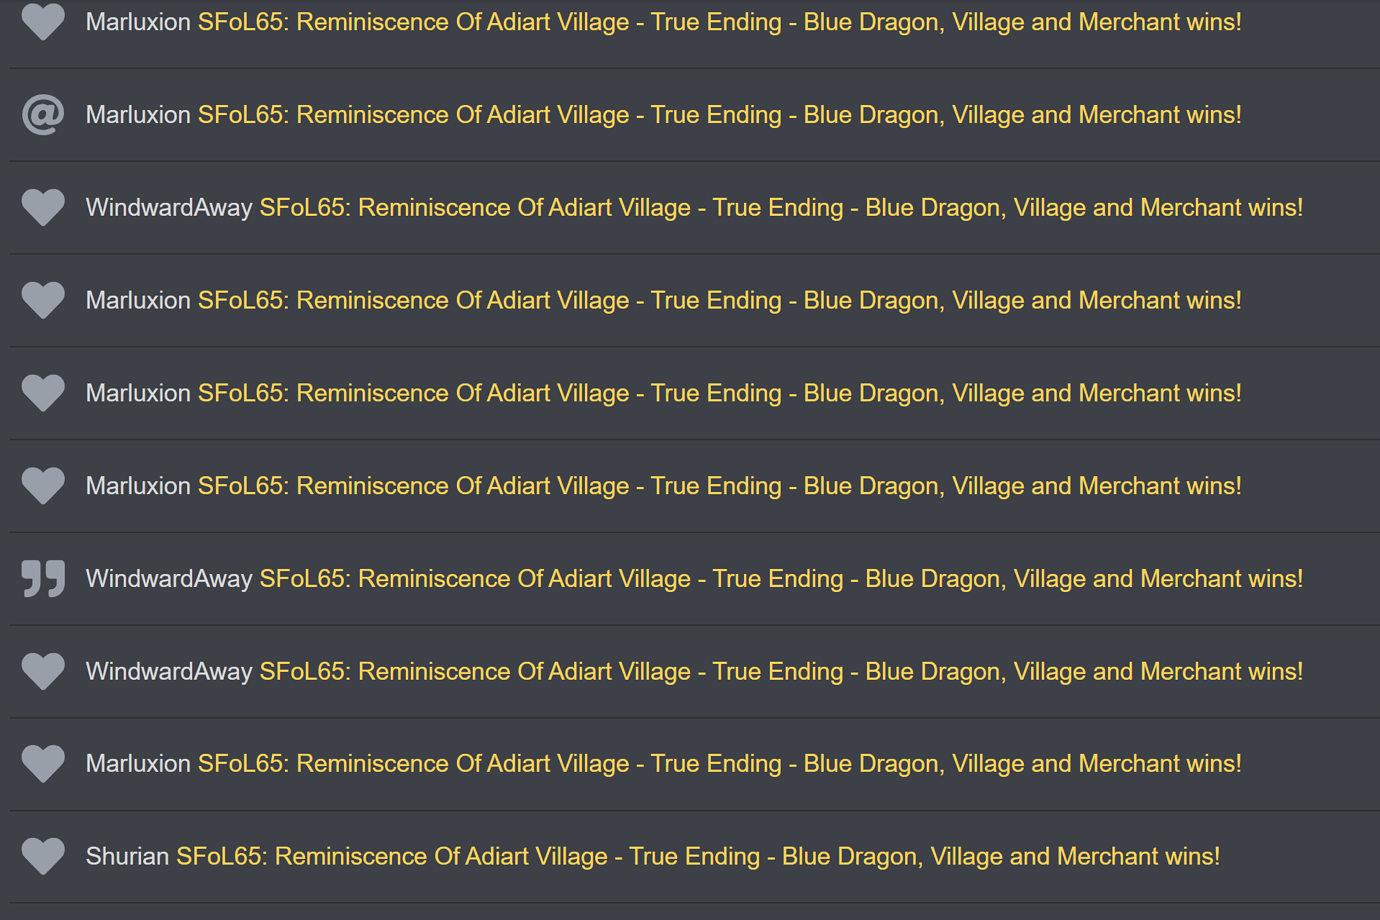 Marluxion SFoL65: Reminiscence Of Adiart Village - True Ending - Blue Dragon, Village and Merchant wins!
Marluxion SFoL65: Reminiscence Of Adiart Village - True Ending - Blue Dragon, Village and Merchant wins!
WindwardAway SFoL65: Reminiscence Of Adiart Village - True Ending - Blue Dragon, Village and Merchant wins!
Marluxion SFoL65: Reminiscence Of Adiart Village - True Ending - Blue Dragon, Village and Merchant wins!
Marluxion SFoL65: Reminiscence Of Adiart Village - True Ending - Blue Dragon, Village and Merchant wins!
Marluxion SFoL65: Reminiscence Of Adiart Village - True Ending - Blue Dragon, Village and Merchant wins!
WindwardAway SFoL65: Reminiscence Of Adiart Village - True Ending - Blue Dragon, Village and Merchant wins!
WindwardAway SFoL65: Reminiscence Of Adiart Village - True Ending - Blue Dragon, Village and Merchant wins!
Marluxion SFoL65: Reminiscence Of Adiart Village - True Ending - Blue Dragon, Village and Merchant wins!
Shurian SFoL65: Reminiscence Of Adiart Village - True Ending - Blue Dragon, Village and Merchant wins!